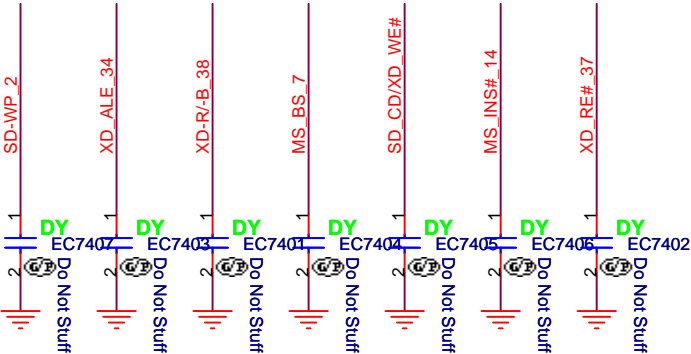 SD-WP_2
XD_ALE_34
XD-R/-B_38
MS_BS_7
SD_CD/XD_WE#
MS_INS#_14
XD_RE#_37
1 1 1 1 1 1 1
DY DY DY DY DY DY DY
EC7407 EC7403 EC7401 EC7404 EC7405 EC7406 EC7402
2 2 2 2 2 2 2
G/P G/P G/P G/P G/P G/P G/P
Do Not Stuff
Do Not Stuff
Do Not Stuff
Do Not Stuff
Do Not Stuff
Do Not Stuff
Do Not Stuff